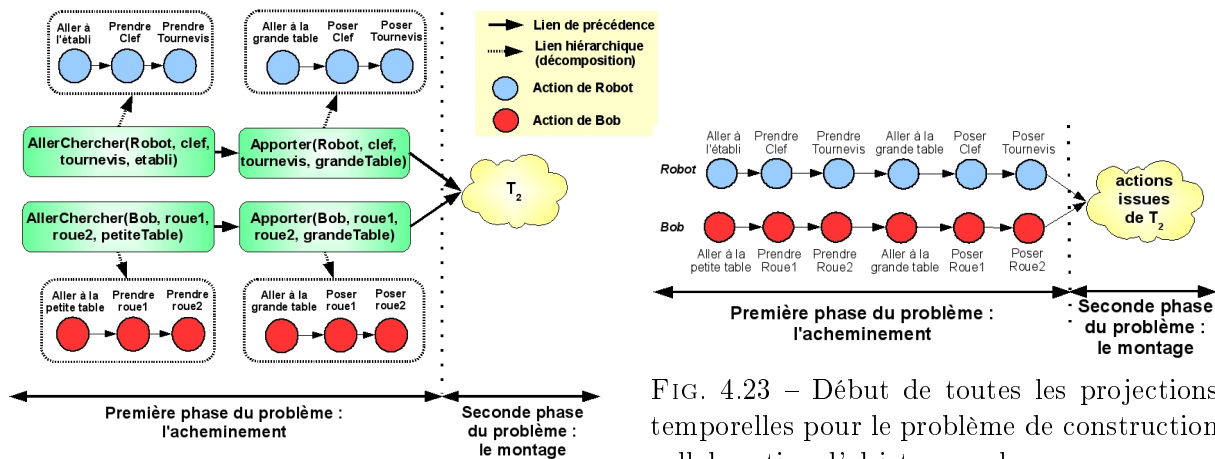 Aller à l'établi
Prendre Clef
Prendre Tournevis
Aller à la grande table
Poser Clef
Poser Tournevis
AllerChercher(Robot, clef, tournevis, etabli)
Apporter(Robot, clef, tournevis, grandeTable)
AllerChercher(Bob, roue1, roue2, petiteTable)
Apporter(Bob, roue1, roue2, grandeTable)
T2
Aller à la petite table
Prendre roue1
Prendre roue2
Aller à la grande table
Poser roue1
Poser roue2
Première phase du problème :
l'acheminement
Seconde phase
du problème :
le montage
Lien de précédence
Lien hiérarchique
(décomposition)
Action de Robot
Action de Bob
Aller à l'établi
Prendre Clef
Prendre Tournevis
Aller à la grande table
Poser Clef
Poser Tournevis
Robot
Bob
Aller à la petite table
Prendre Roue1
Prendre Roue2
Aller à la grande table
Poser Roue1
Poser Roue2
actions
issues
de T2
Première phase du problème :
l'acheminement
Seconde phase
du problème :
le montage
FIG. 4.23 – Début de toutes les projections
temporelles pour le problème de construction